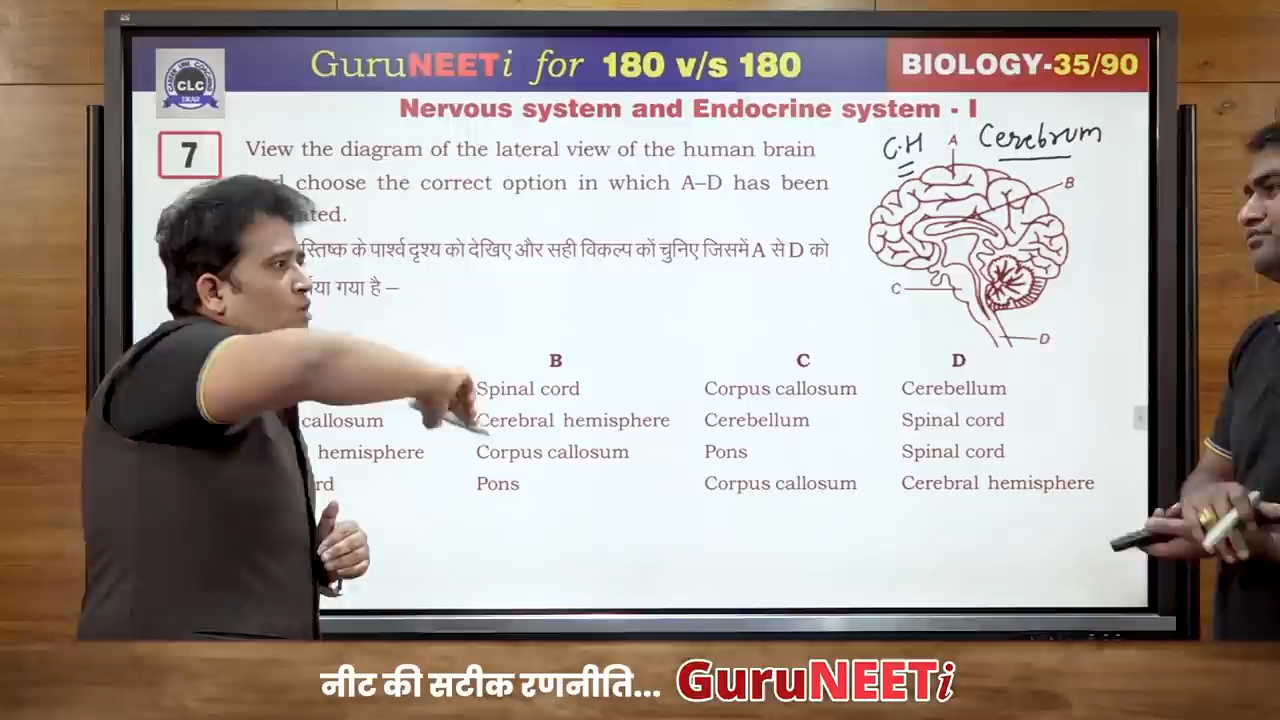 GuruNEETi for 180 v/s 180
BIOLOGY-35/90
CLC
Nervous system and Endocrine system - I
7
View the diagram of the lateral view of the human brain
choose the correct option in which A–D has been
C.H
A
Cerebrum
B
C
D
के पार्श्व दृश्य को देखिए और सही विकल्प कों चुनिए जिसमें A से D को
गया है –
B C D
Spinal cord Corpus callosum Cerebellum
callosum Cerebral hemisphere Cerebellum Spinal cord
hemisphere Corpus callosum Pons Spinal cord
Pons Corpus callosum Cerebral hemisphere
नीट की सटीक रणनीति... GuruNEETi